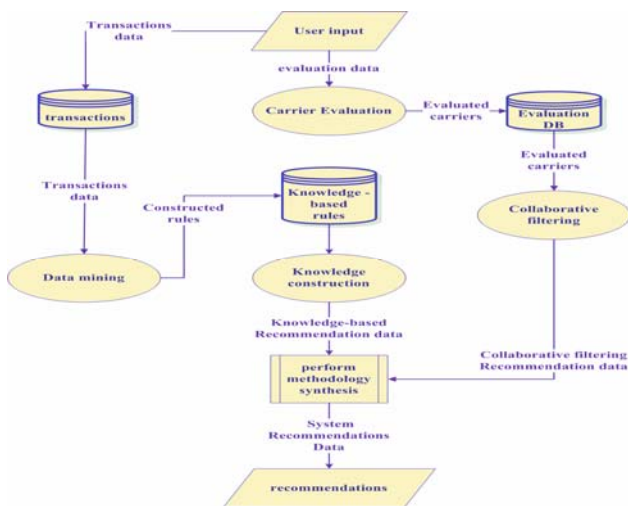 Transactions
data
User input
evaluation data
transactions
Carrier Evaluation
Evaluated
carriers
Evaluation
DB
Transactions
data
Constructed
rules
Knowledge -
based
rules
Evaluated
carriers
Collaborative
filtering
Data mining
Knowledge
construction
Knowledge-based
Recommendation data
perform
methodology
synthesis
Collaborative filtering
Recommendation data
System
Recommendations
Data
recommendations